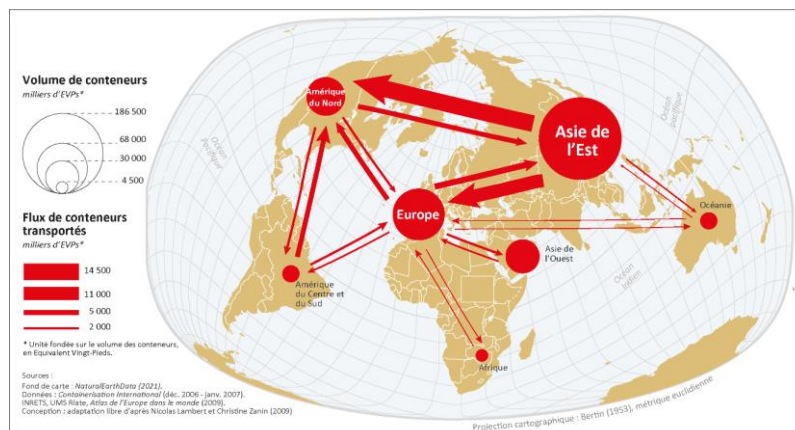 Volume de conteneurs
milliers d'EVPs*
186 500
68 000
30 000
4 500
Flux de conteneurs
transportés
milliers d'EVPs*
14 500
11 000
5 000
2 000
* Unité fondée sur le volume des conteneurs,
en Equivalent Vingt-Pieds.
Sources :
Fond de carte : NaturalEarthData (2021).
Données : Containerisation International (déc. 2006 - janv. 2007).
INRETS, UMS Riate, Atlas de l'Europe dans le monde (2009).
Conception : adaptation libre d'après Nicolas Lambert et Christine Zanin (2009)
Amérique
du Nord
Océan
Pacifique
Asie de
l'Est
Océan
pacifique
Europe
Océanie
Asie de
l'Ouest
Océan
Indien
Amérique
du Centre et
du Sud
Afrique
Projection cartographique : Bertin (1953), métrique euclidienne